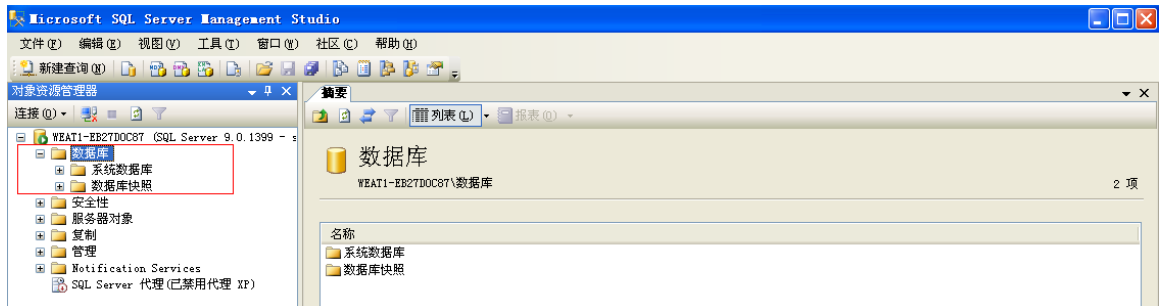 Microsoft SQL Server Management Studio
文件(F) 编辑(E) 视图(V) 工具(T) 窗口(W) 社区(C) 帮助(H)
新建查询(N)
对象资源管理器
摘要
连接(O)
列表(L) 报表(O)
WEAT1-EB27D0C87 (SQL Server 9.0.1399 - s
数据库
系统数据库
数据库快照
安全性
服务器对象
复制
管理
Notification Services
SQL Server 代理(已禁用代理 XP)
数据库
WEAT1-EB27D0C87\数据库
2 项
名称
系统数据库
数据库快照